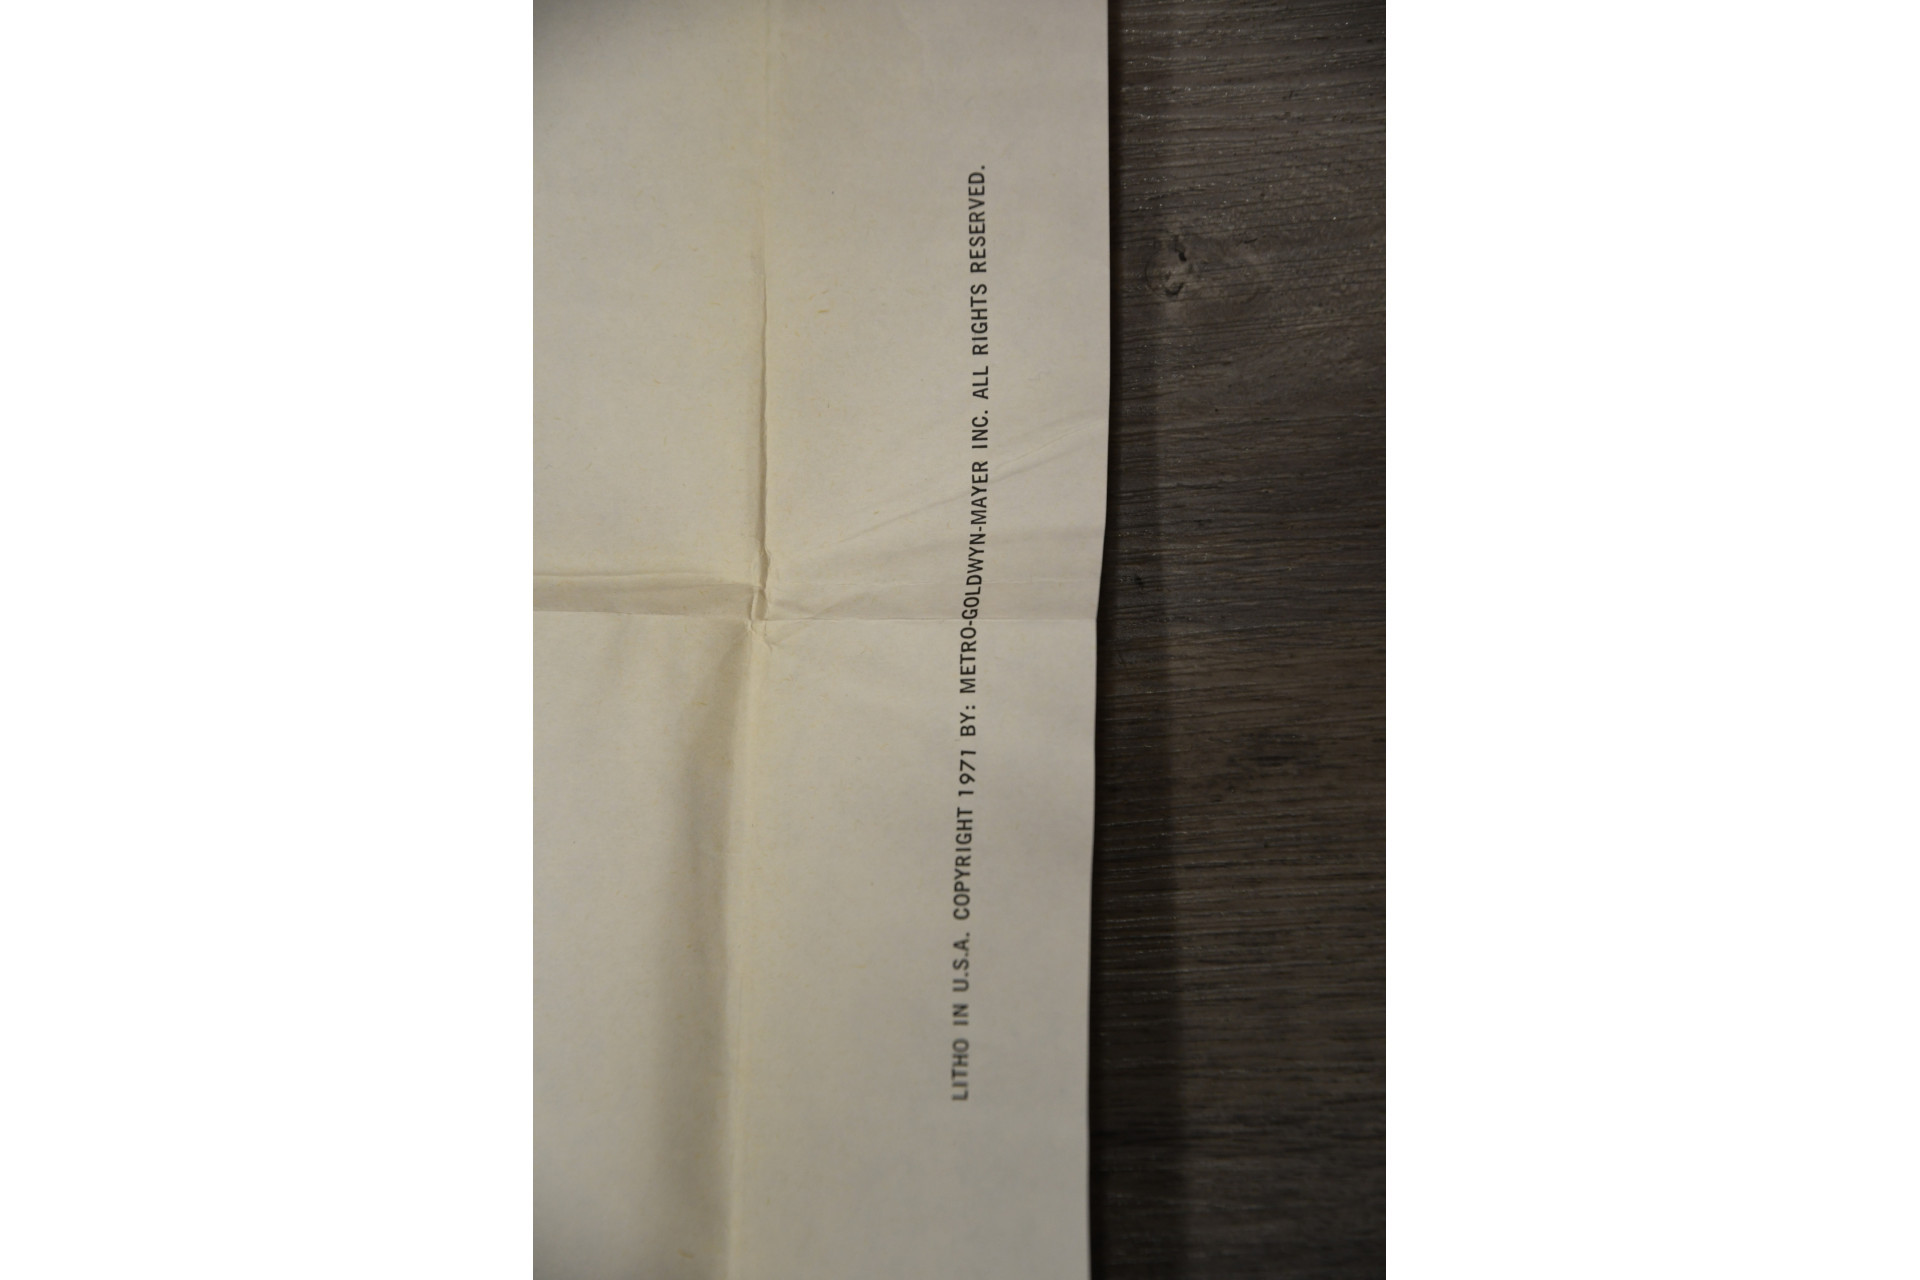 LITHO IN U.S.A. COPYRIGHT 1971 BY: METRO-GOLDWYN-MAYER INC. ALL RIGHTS RESERVED.